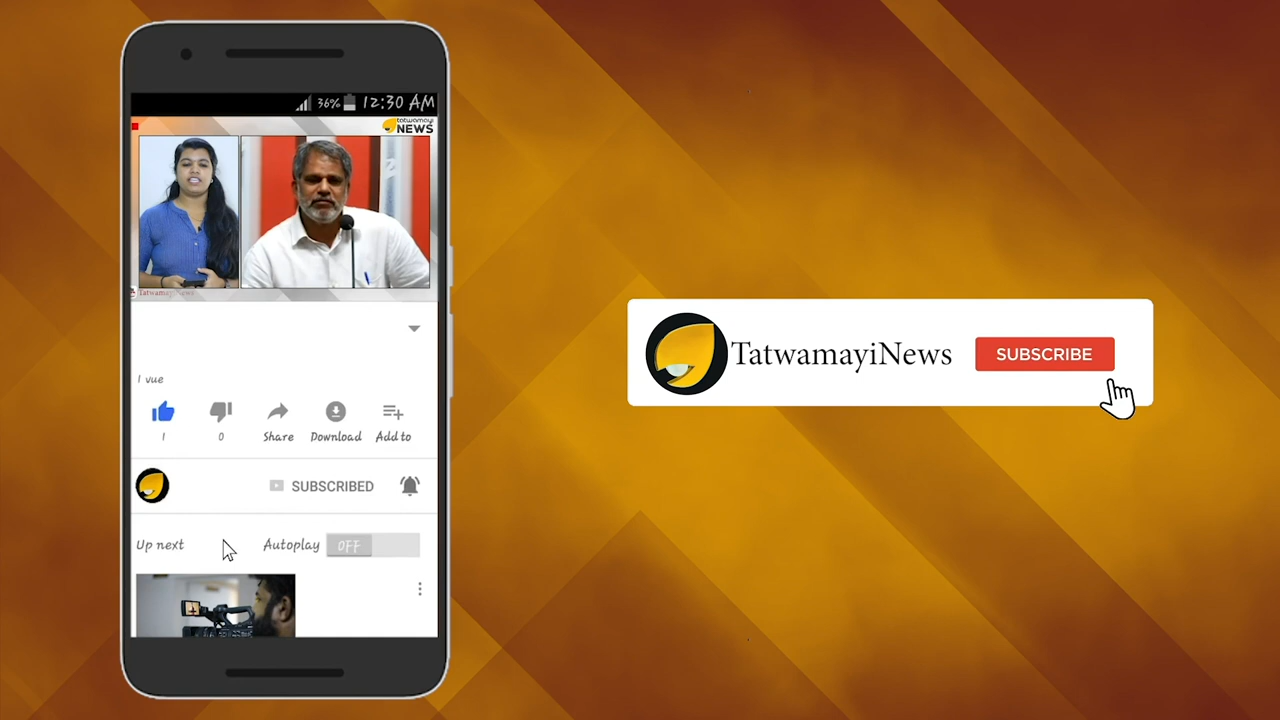 36% 12:30 AM
tatwamayi
NEWS
TatwamayiNews
1 vue
1
0
Share
Download
Add to
SUBSCRIBED
Up next
Autoplay
OFF
TatwamayiNews
SUBSCRIBE